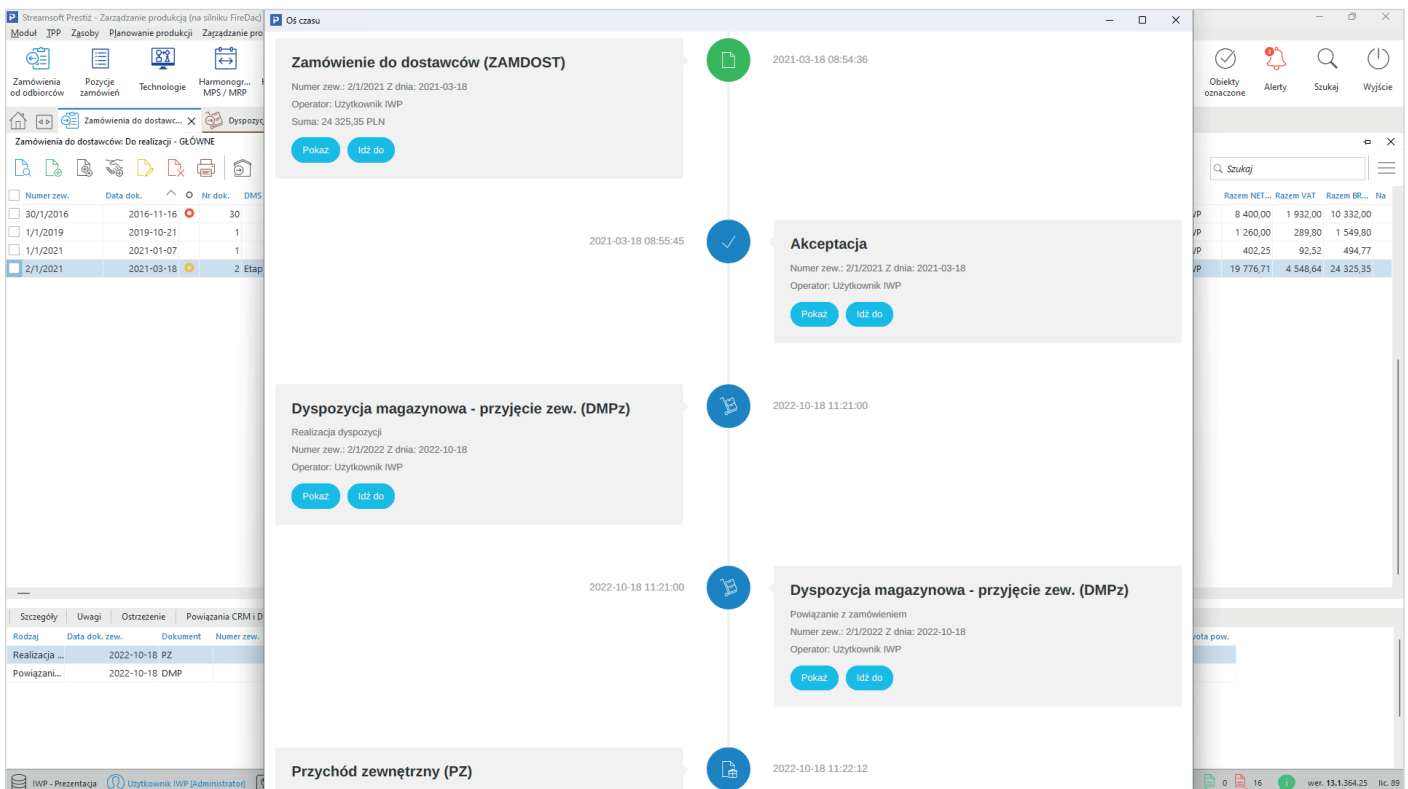 Streamsoft Prestiż - Zarządzanie produkcją (na silniku FireDac)
Moduł TPP Zasoby Planowanie produkcji Zarządzanie pro
Zamówienia od odbiorców
Pozycje zamówień
Technologie
Harmonogr... MPS / MRP
Obiekty oznaczone
2
Alerty
Szukaj
Wyjście
Zamówienia do dostawc...
Dyspozyc
Zamówienia do dostawców: Do realizacji - GŁÓWNE
Szukaj
Numer zew. Data dok. Nr dok. DMS
30/1/2016 2016-11-16 30
1/1/2019 2019-10-21 1
1/1/2021 2021-01-07 1
2/1/2021 2021-03-18 2 Etap
Razem NET... Razem VAT Razem BR... Na
8 400,00 1 932,00 10 332,00
1 260,00 289,80 1 549,80
402,25 92,52 494,77
19 776,71 4 548,64 24 325,35
Oś czasu
Zamówienie do dostawców (ZAMDOST)
Numer zew.: 2/1/2021 Z dnia: 2021-03-18
Operator: Użytkownik IWP
Suma: 24 325,35 PLN
Pokaż Idź do
2021-03-18 08:54:36
2021-03-18 08:55:45
Akceptacja
Numer zew.: 2/1/2021 Z dnia: 2021-03-18
Operator: Użytkownik IWP
Pokaż Idź do
Dyspozycja magazynowa - przyjęcie zew. (DMPz)
Realizacja dyspozycji
Numer zew.: 2/1/2022 Z dnia: 2022-10-18
Operator: Użytkownik IWP
Pokaż Idź do
2022-10-18 11:21:00
2022-10-18 11:21:00
Dyspozycja magazynowa - przyjęcie zew. (DMPz)
Powiązanie z zamówieniem
Numer zew.: 2/1/2022 Z dnia: 2022-10-18
Operator: Użytkownik IWP
Pokaż Idź do
Przychód zewnętrzny (PZ)
2022-10-18 11:22:12
Szczegóły Uwagi Ostrzeżenie Powiązania CRM i D
Rodzaj Data dok. zew. Dokument Numer zew.
Realizacja ... 2022-10-18 PZ
Powiązani... 2022-10-18 DMP
vota pow.
IWP - Prezentacja Użytkownik IWP [Administrator]
0 16 wer. 13.1.364.25 lic. 89